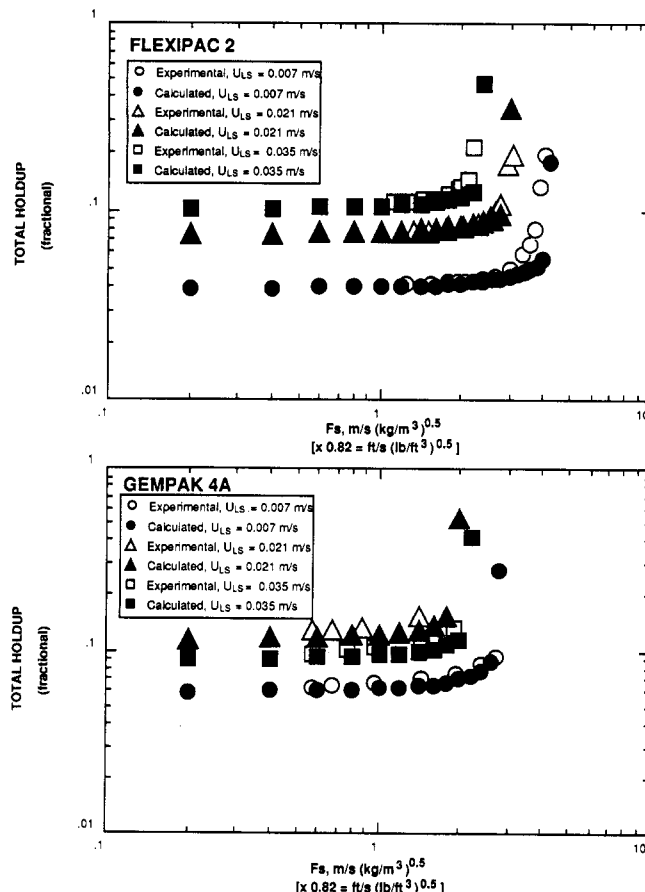 1
FLEXIPAC 2
Experimental, ULS = 0.007 m/s
Calculated, ULS = 0.007 m/s
Experimental, ULS = 0.021 m/s
Calculated, ULS = 0.021 m/s
Experimental, ULS = 0.035 m/s
Calculated, ULS = 0.035 m/s
TOTAL HOLDUP
(fractional)
0.1
.01
.1
1
10
Fs, m/s (kg/m³)^0.5
[x 0.82 = ft/s (lb/ft³)^0.5 ]
1
GEMPAK 4A
Experimental, ULS. = 0.007 m/s
Calculated, ULS = 0.007 m/s
Experimental, ULS = 0.021 m/s
Calculated, ULS = 0.021 m/s
Experimental, ULS = 0.035 m/s
Calculated, ULS = 0.035 m/s
TOTAL HOLDUP
(fractional)
0.1
.01
.1
1
10
Fs, m/s (kg/m³)^0.5
[x 0.82 = ft/s (lb/ft³)^0.5 ]